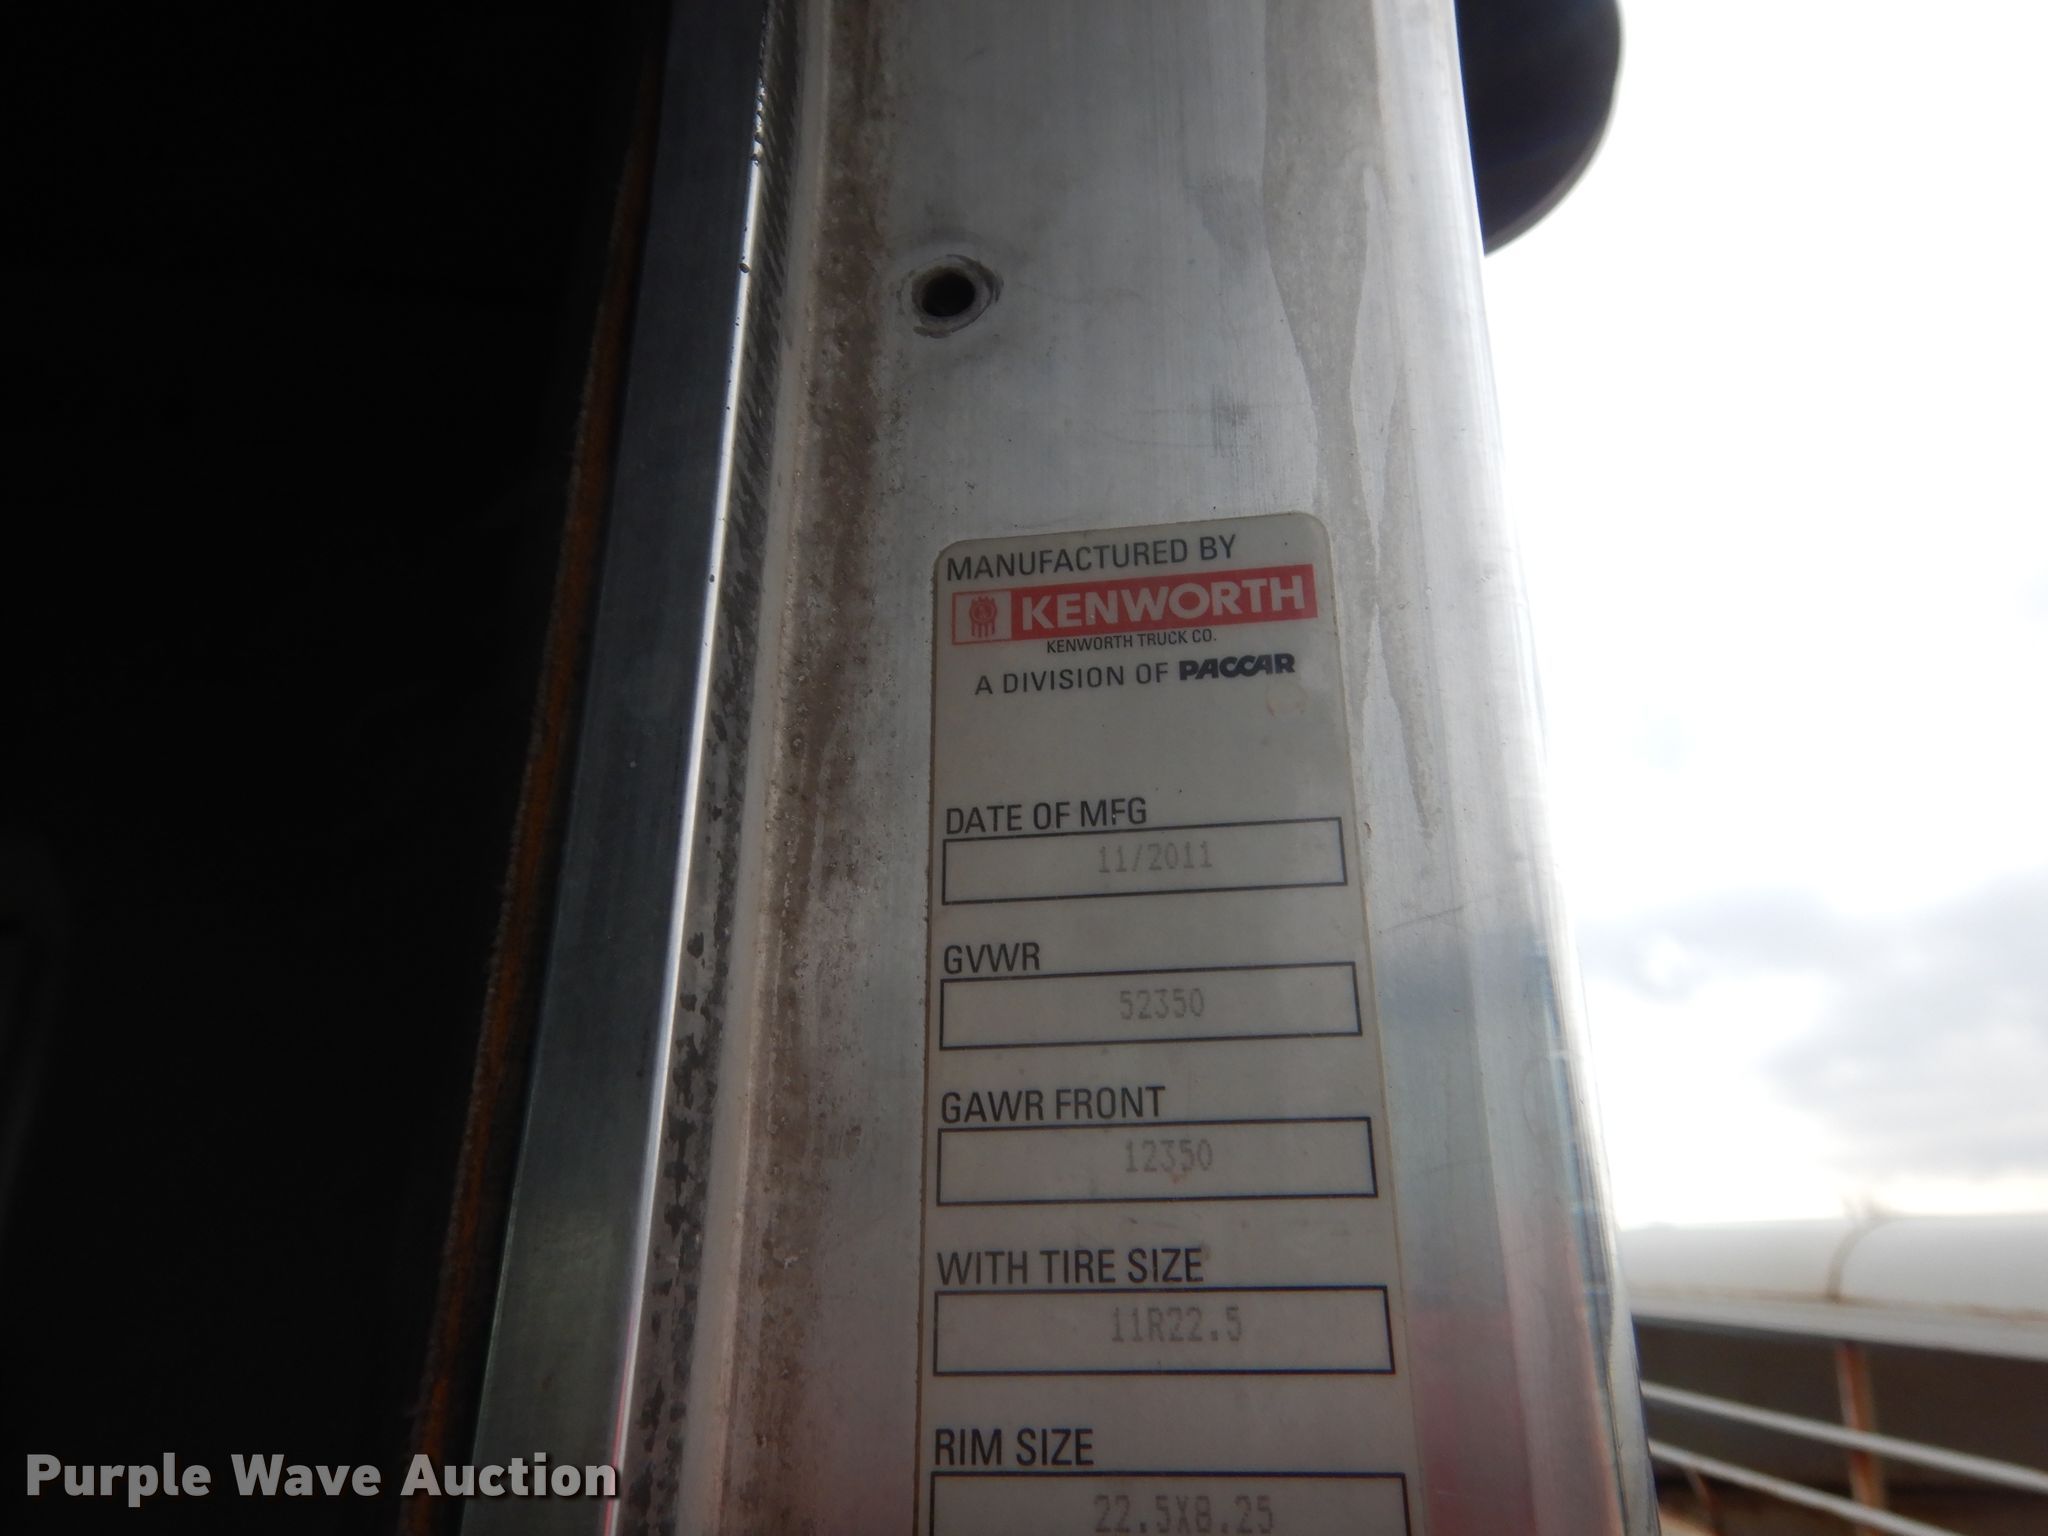 MANUFACTURED BY
KENWORTH
KENWORTH TRUCK CO.
A DIVISION OF PACCAR
DATE OF MFG
11/2011
GVWR
52350
GAWR FRONT
12350
WITH TIRE SIZE
11R22.5
RIM SIZE
22.5X8.25
Purple Wave Auction